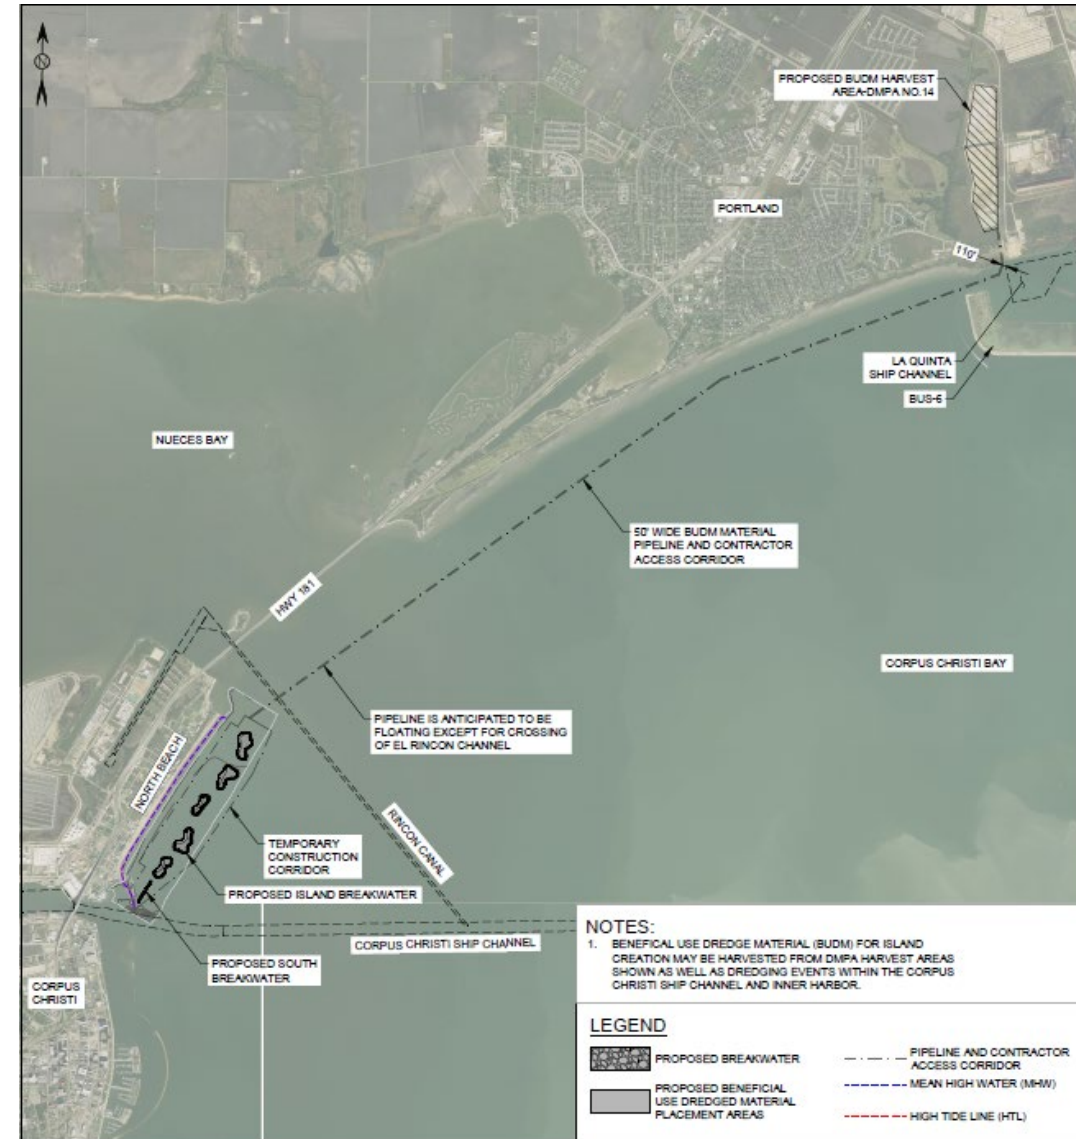 N
PROPOSED BUDM HARVEST
AREA-DMPA NO.14
PORTLAND
110'
LA QUINTA
SHIP CHANNEL
BUS-6
NUECES BAY
50' WIDE BUDM MATERIAL
PIPELINE AND CONTRACTOR
ACCESS CORRIDOR
HWY 181
CORPUS CHRISTI BAY
PIPELINE IS ANTICIPATED TO BE
FLOATING EXCEPT FOR CROSSING
OF EL RINCON CHANNEL
NORTH BEACH
RINCON CANAL
TEMPORARY
CONSTRUCTION
CORRIDOR
PROPOSED ISLAND BREAKWATER
CORPUS CHRISTI SHIP CHANNEL
PROPOSED SOUTH
BREAKWATER
CORPUS
CHRISTI
NOTES:
1. BENEFICAL USE DREDGE MATERIAL (BUDM) FOR ISLAND
CREATION MAY BE HARVESTED FROM DMPA HARVEST AREAS
SHOWN AS WELL AS DREDGING EVENTS WITHIN THE CORPUS
CHRISTI SHIP CHANNEL AND INNER HARBOR.
LEGEND
PROPOSED BREAKWATER
PROPOSED BENEFICIAL
USE DREDGED MATERIAL
PLACEMENT AREAS
PIPELINE AND CONTRACTOR
ACCESS CORRIDOR
MEAN HIGH WATER (MHW)
HIGH TIDE LINE (HTL)